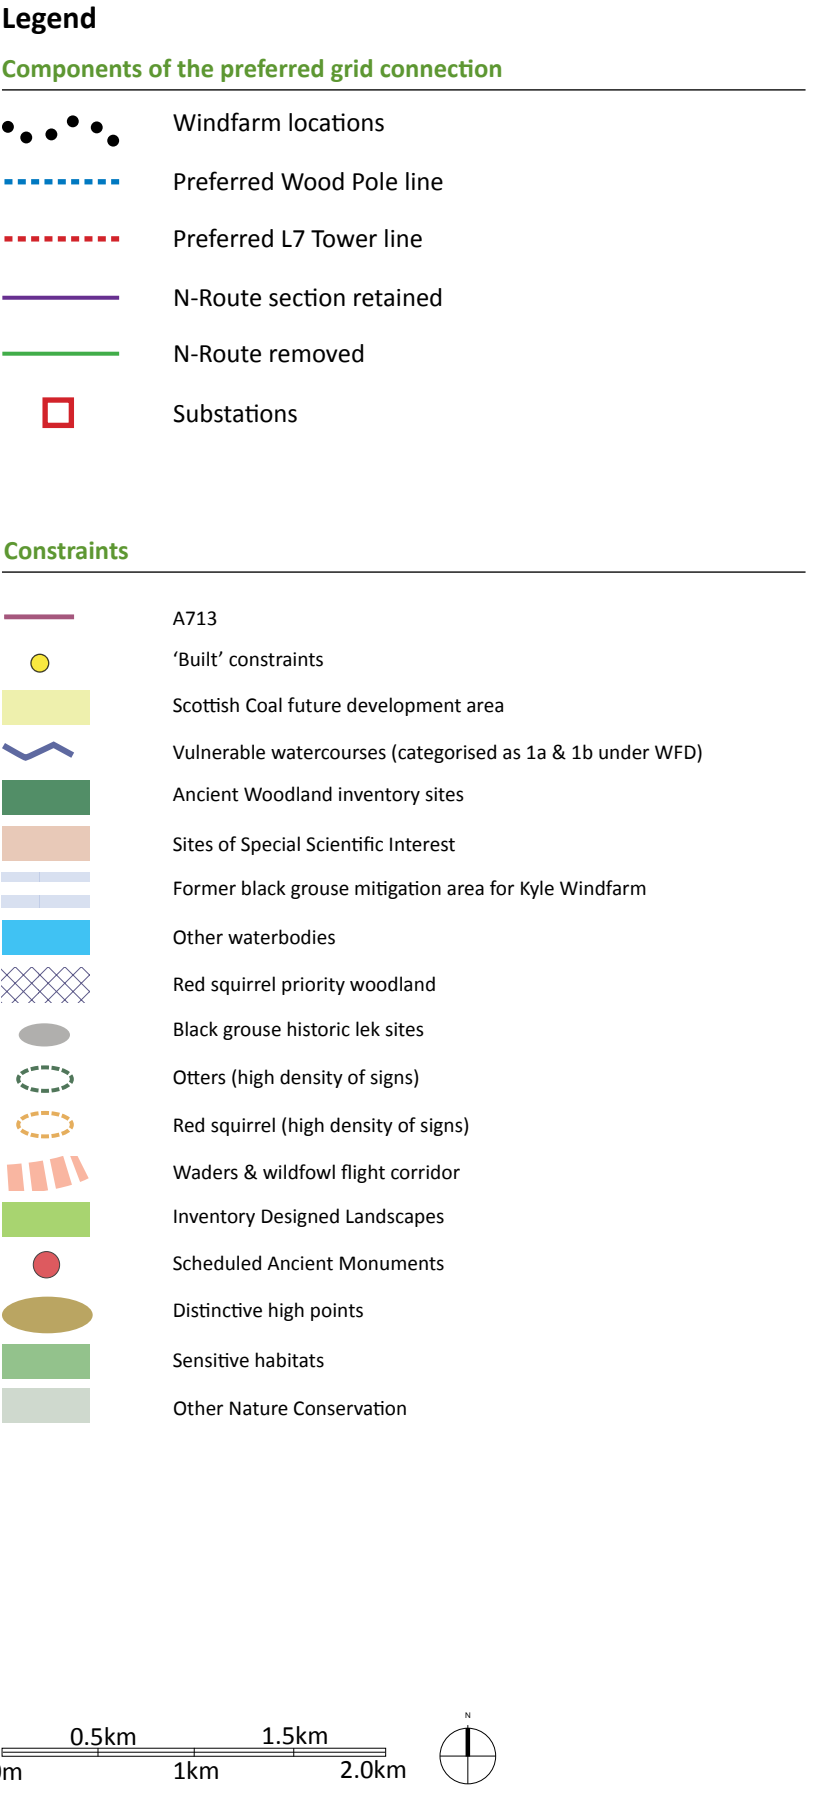 Legend
Components of the preferred grid connection
Windfarm locations
Preferred Wood Pole line
Preferred L7 Tower line
N-Route section retained
N-Route removed
Substations
Constraints
A713
‘Built’ constraints
Scottish Coal future development area
Vulnerable watercourses (categorised as 1a & 1b under WFD)
Ancient Woodland inventory sites
Sites of Special Scientific Interest
Former black grouse mitigation area for Kyle Windfarm
Other waterbodies
Red squirrel priority woodland
Black grouse historic lek sites
Otters (high density of signs)
Red squirrel (high density of signs)
Waders & wildfowl flight corridor
Inventory Designed Landscapes
Scheduled Ancient Monuments
Distinctive high points
Sensitive habitats
Other Nature Conservation
N
0.5km 1.5km
m 1km 2.0km